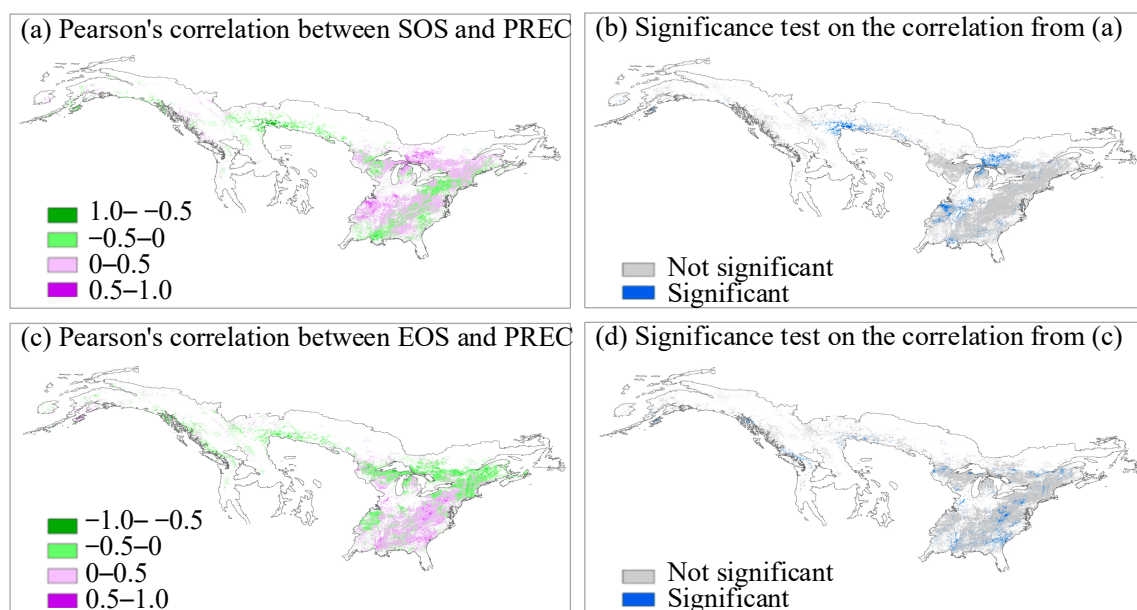 (a) Pearson's correlation between SOS and PREC
1.0– −0.5
−0.5–0
0–0.5
0.5–1.0
(b) Significance test on the correlation from (a)
Not significant
Significant
(c) Pearson's correlation between EOS and PREC
−1.0– −0.5
−0.5–0
0–0.5
0.5–1.0
(d) Significance test on the correlation from (c)
Not significant
Significant